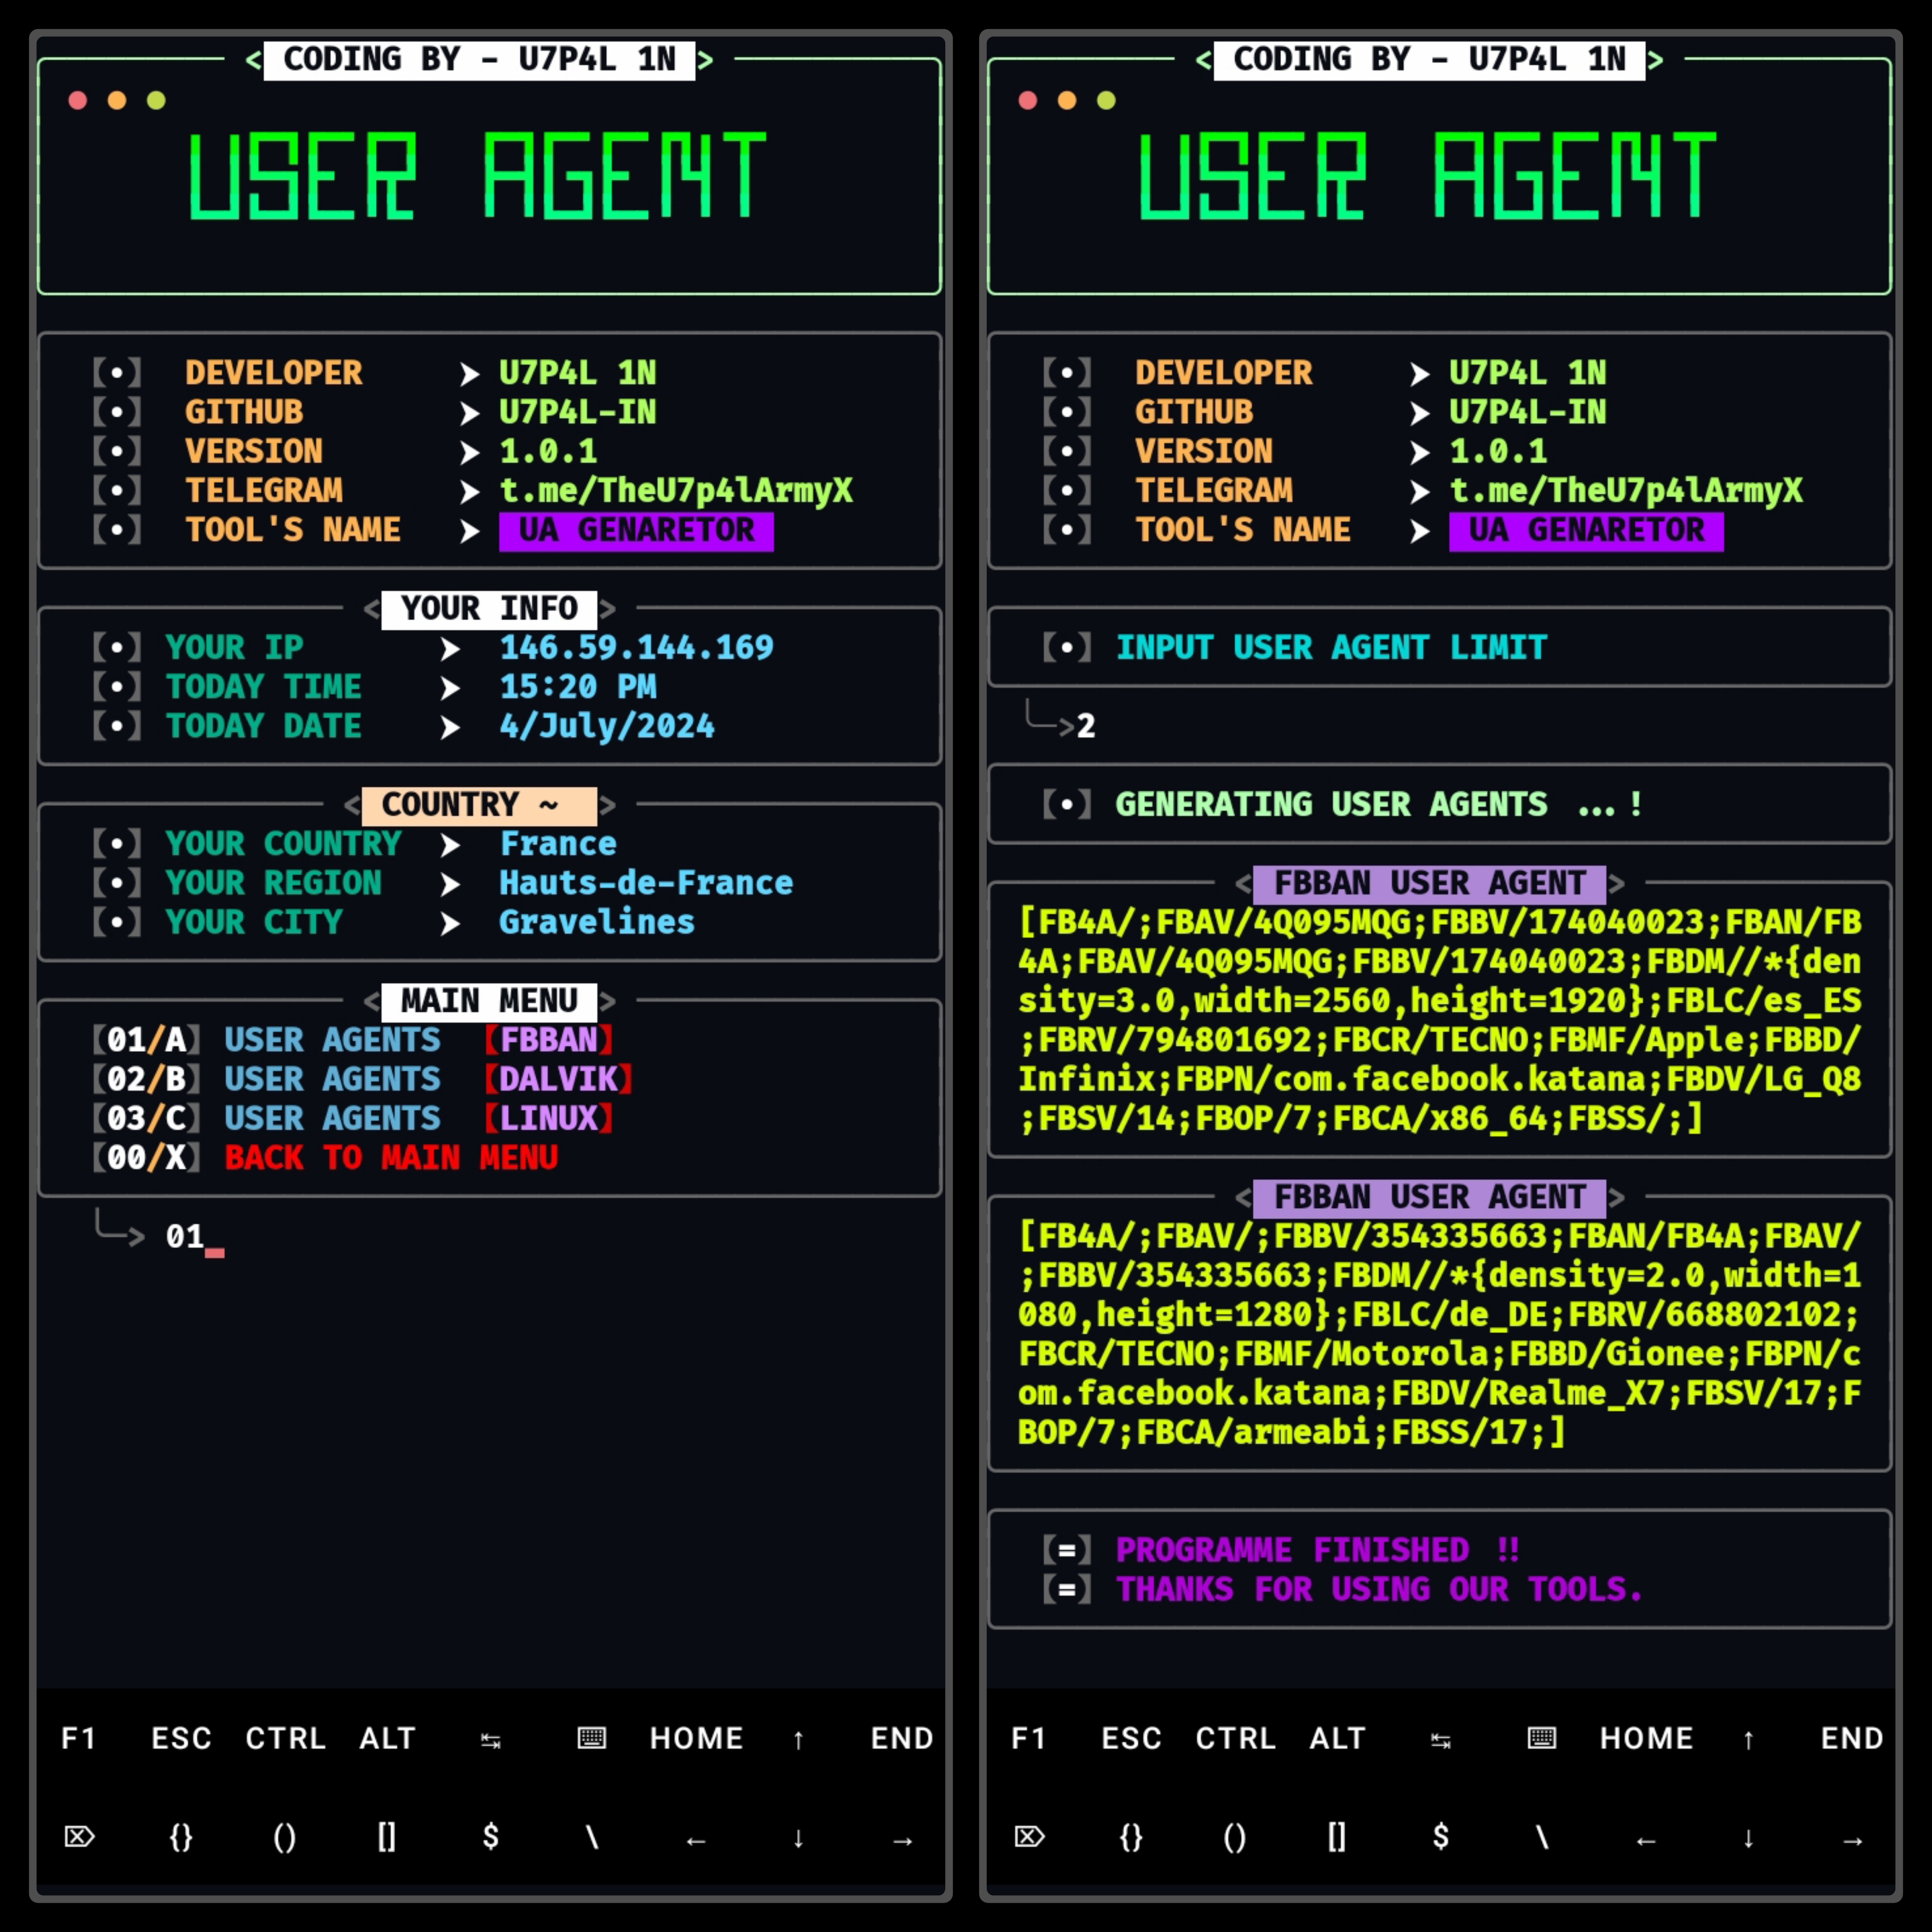 < CODING BY - U7P4L 1N >
USER AGENT
【•】 DEVELOPER ➤ U7P4L 1N
【•】 GITHUB ➤ U7P4L-IN
【•】 VERSION ➤ 1.0.1
【•】 TELEGRAM ➤ t.me/TheU7p4lArmyX
【•】 TOOL'S NAME ➤ UA GENARETOR
< YOUR INFO >
【•】 YOUR IP ➤ 146.59.144.169
【•】 TODAY TIME ➤ 15:20 PM
【•】 TODAY DATE ➤ 4/July/2024
< COUNTRY ~ >
【•】 YOUR COUNTRY ➤ France
【•】 YOUR REGION ➤ Hauts-de-France
【•】 YOUR CITY ➤ Gravelines
< MAIN MENU >
【01/A】 USER AGENTS 【FBBAN】
【02/B】 USER AGENTS 【DALVIK】
【03/C】 USER AGENTS 【LINUX】
【00/X】 BACK TO MAIN MENU
╰─> 01_
F1 ESC CTRL ALT ↹ ⌨ HOME ↑ END
⌦ {} () [] $ \ ← ↓ →
< CODING BY - U7P4L 1N >
USER AGENT
【•】 DEVELOPER ➤ U7P4L 1N
【•】 GITHUB ➤ U7P4L-IN
【•】 VERSION ➤ 1.0.1
【•】 TELEGRAM ➤ t.me/TheU7p4lArmyX
【•】 TOOL'S NAME ➤ UA GENARETOR
【•】 INPUT USER AGENT LIMIT
╰─>2
【•】 GENERATING USER AGENTS ...!
< FBBAN USER AGENT >
[FB4A/;FBAV/4Q095MQG;FBBV/174040023;FBAN/FB
4A;FBAV/4Q095MQG;FBBV/174040023;FBDM//*{den
sity=3.0,width=2560,height=1920};FBLC/es_ES
;FBRV/794801692;FBCR/TECNO;FBMF/Apple;FBBD/
Infinix;FBPN/com.facebook.katana;FBDV/LG_Q8
;FBSV/14;FBOP/7;FBCA/x86_64;FBSS/;]
< FBBAN USER AGENT >
[FB4A/;FBAV/;FBBV/354335663;FBAN/FB4A;FBAV/
;FBBV/354335663;FBDM//*{density=2.0,width=1
080,height=1280};FBLC/de_DE;FBRV/668802102;
FBCR/TECNO;FBMF/Motorola;FBBD/Gionee;FBPN/c
om.facebook.katana;FBDV/Realme_X7;FBSV/17;F
BOP/7;FBCA/armeabi;FBSS/17;]
【=】 PROGRAMME FINISHED !!
【=】 THANKS FOR USING OUR TOOLS.
F1 ESC CTRL ALT ↹ ⌨ HOME ↑ END
⌦ {} () [] $ \ ← ↓ →